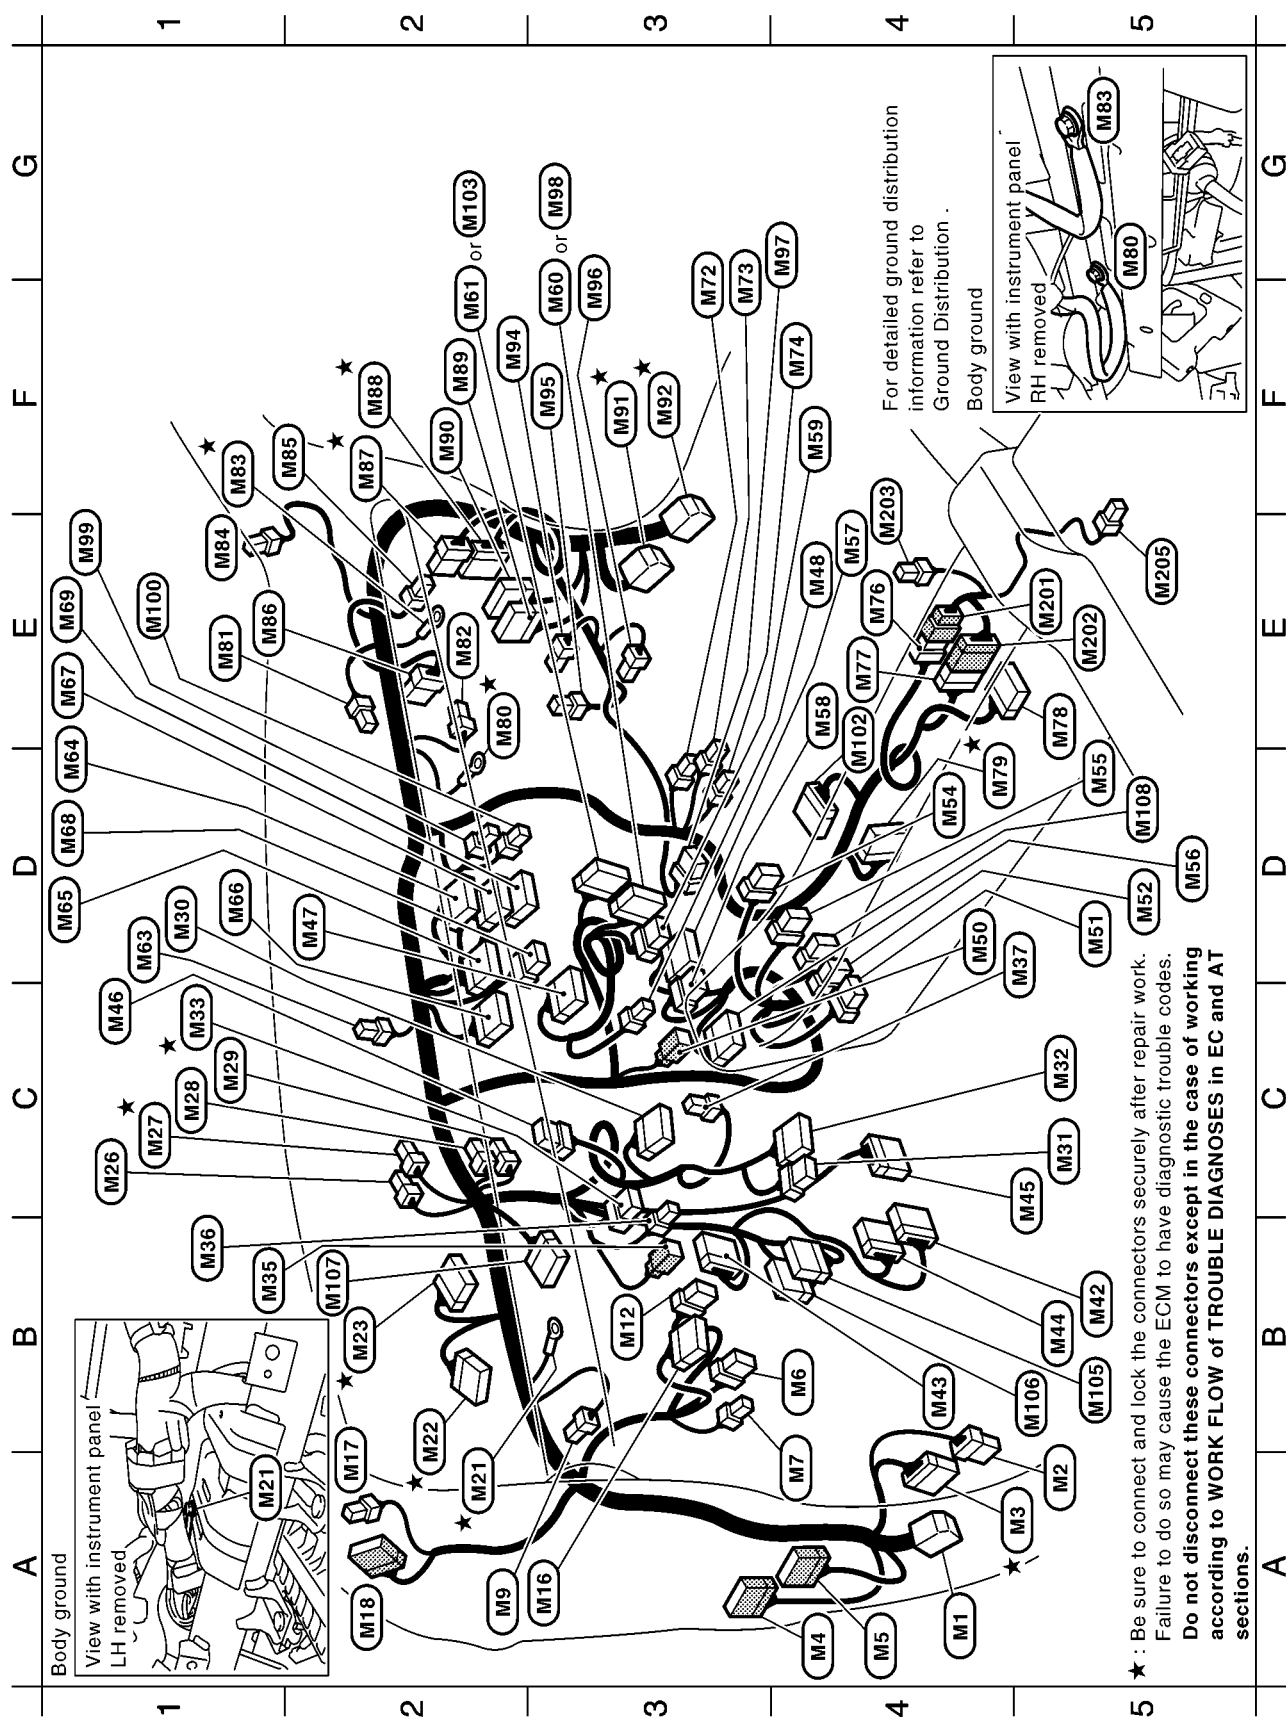 A
B
C
D
E
F
G
1
2
3
4
5
Body ground
View with instrument panel
LH removed
M21
M18
M17
M9
M16
M21
M22
M23
M107
M35
M36
M26
M27
M28
M29
M33
M46
M63
M30
M66
M47
M65
M68
M64
M67
M69
M99
M100
M81
M86
M84
M83
M85
M87
M88
M82
M80
M90
M89
M61 or M103
M94
M95
M60 or M98
M96
M91
M92
M72
M73
M97
M74
M59
M48
M57
M58
M102
M77
M76
M203
M201
M202
M205
M78
M79
M54
M55
M108
M56
M52
M51
M50
M37
M32
M31
M45
M42
M44
M105
M106
M43
M12
M6
M7
M2
M3
M1
M5
M4
For detailed ground distribution
information refer to
Ground Distribution .
Body ground
View with instrument panel
RH removed
M80
M83
★ : Be sure to connect and lock the connectors securely after repair work.
Failure to do so may cause the ECM to have diagnostic trouble codes.
Do not disconnect these connectors except in the case of working
according to WORK FLOW of TROUBLE DIAGNOSES in EC and AT
sections.
A
B
C
D
E
F
G
1
2
3
4
5